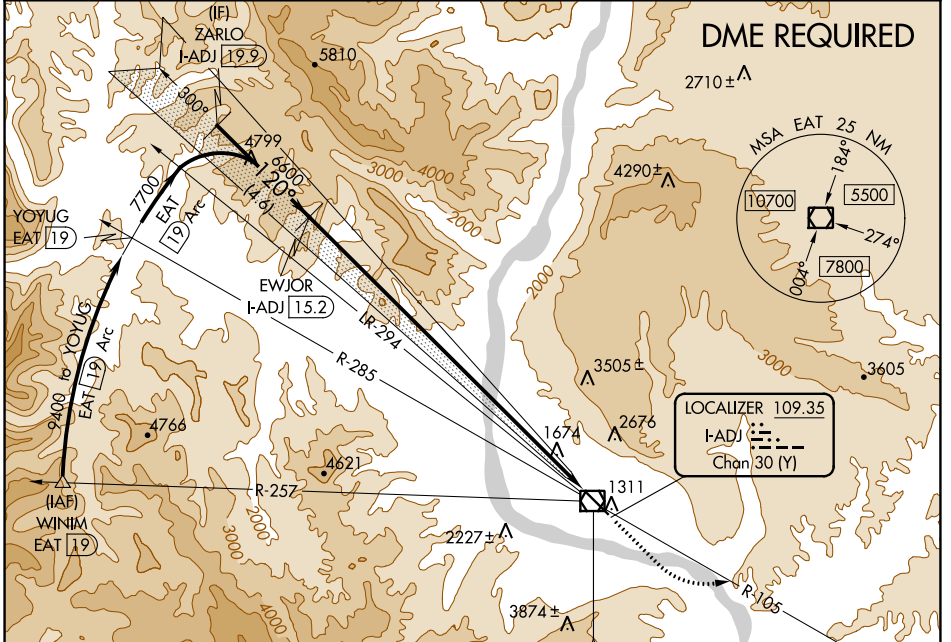 DME REQUIRED
(IF)
ZARLO
I-ADJ 19.9
5810
2710 ±
MSA EAT 25 NM
184°
10700
5500
274°
7800
004°
300°
4799
6600
120°
(4.6)
3000
4000
2000
4290 ±
7700
EAT
19 Arc
YOYUG
EAT 19
EWJOR
I-ADJ 15.2
LR-294
R-285
2000
3000
9400 to YOYUG
EAT 19 Arc
3505 ±
3605
4766
4621
1674
2676
LOCALIZER 109.35
I-ADJ
Chan 30 (Y)
R-257
1311
(IAF)
WINIM
EAT 19
2000
3000
2227 ±
R-105
4000
3874 ±